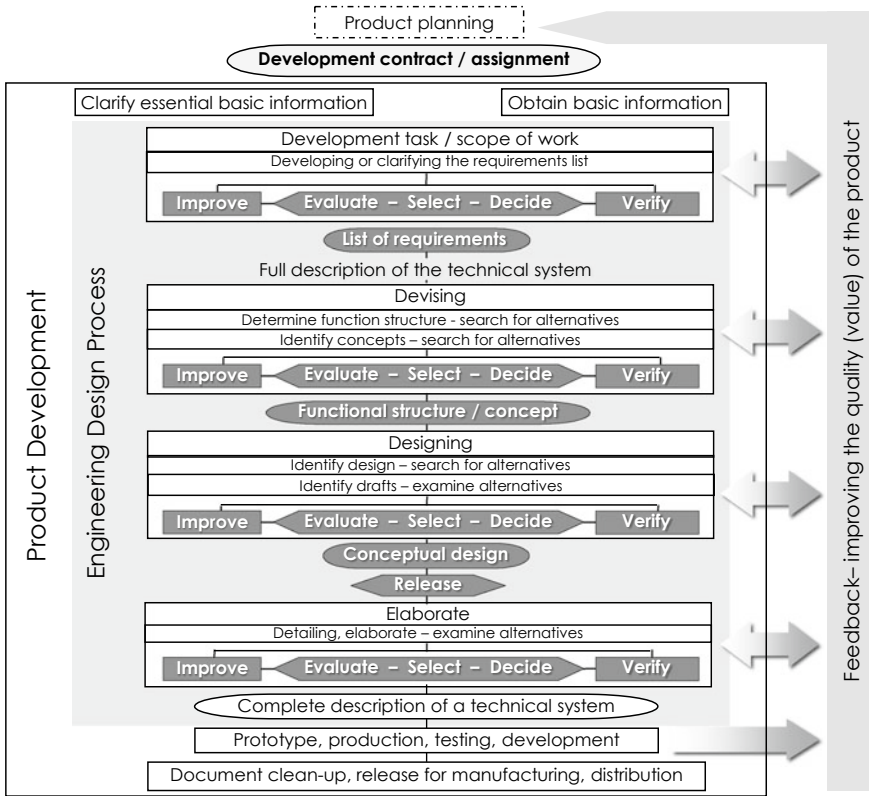 Product planning
Development contract / assignment
Clarify essential basic information
Obtain basic information
Development task / scope of work
Developing or clarifying the requirements list
Improve
Evaluate – Select – Decide
Verify
List of requirements
Full description of the technical system
Devising
Determine function structure - search for alternatives
Identify concepts – search for alternatives
Improve
Evaluate – Select – Decide
Verify
Functional structure / concept
Designing
Identify design – search for alternatives
Identify drafts – examine alternatives
Improve
Evaluate – Select – Decide
Verify
Conceptual design
Release
Elaborate
Detailing, elaborate – examine alternatives
Improve
Evaluate – Select – Decide
Verify
Complete description of a technical system
Prototype, production, testing, development
Document clean-up, release for manufacturing, distribution
Product Development
Engineering Design Process
Feedback– improving the quality (value) of the product